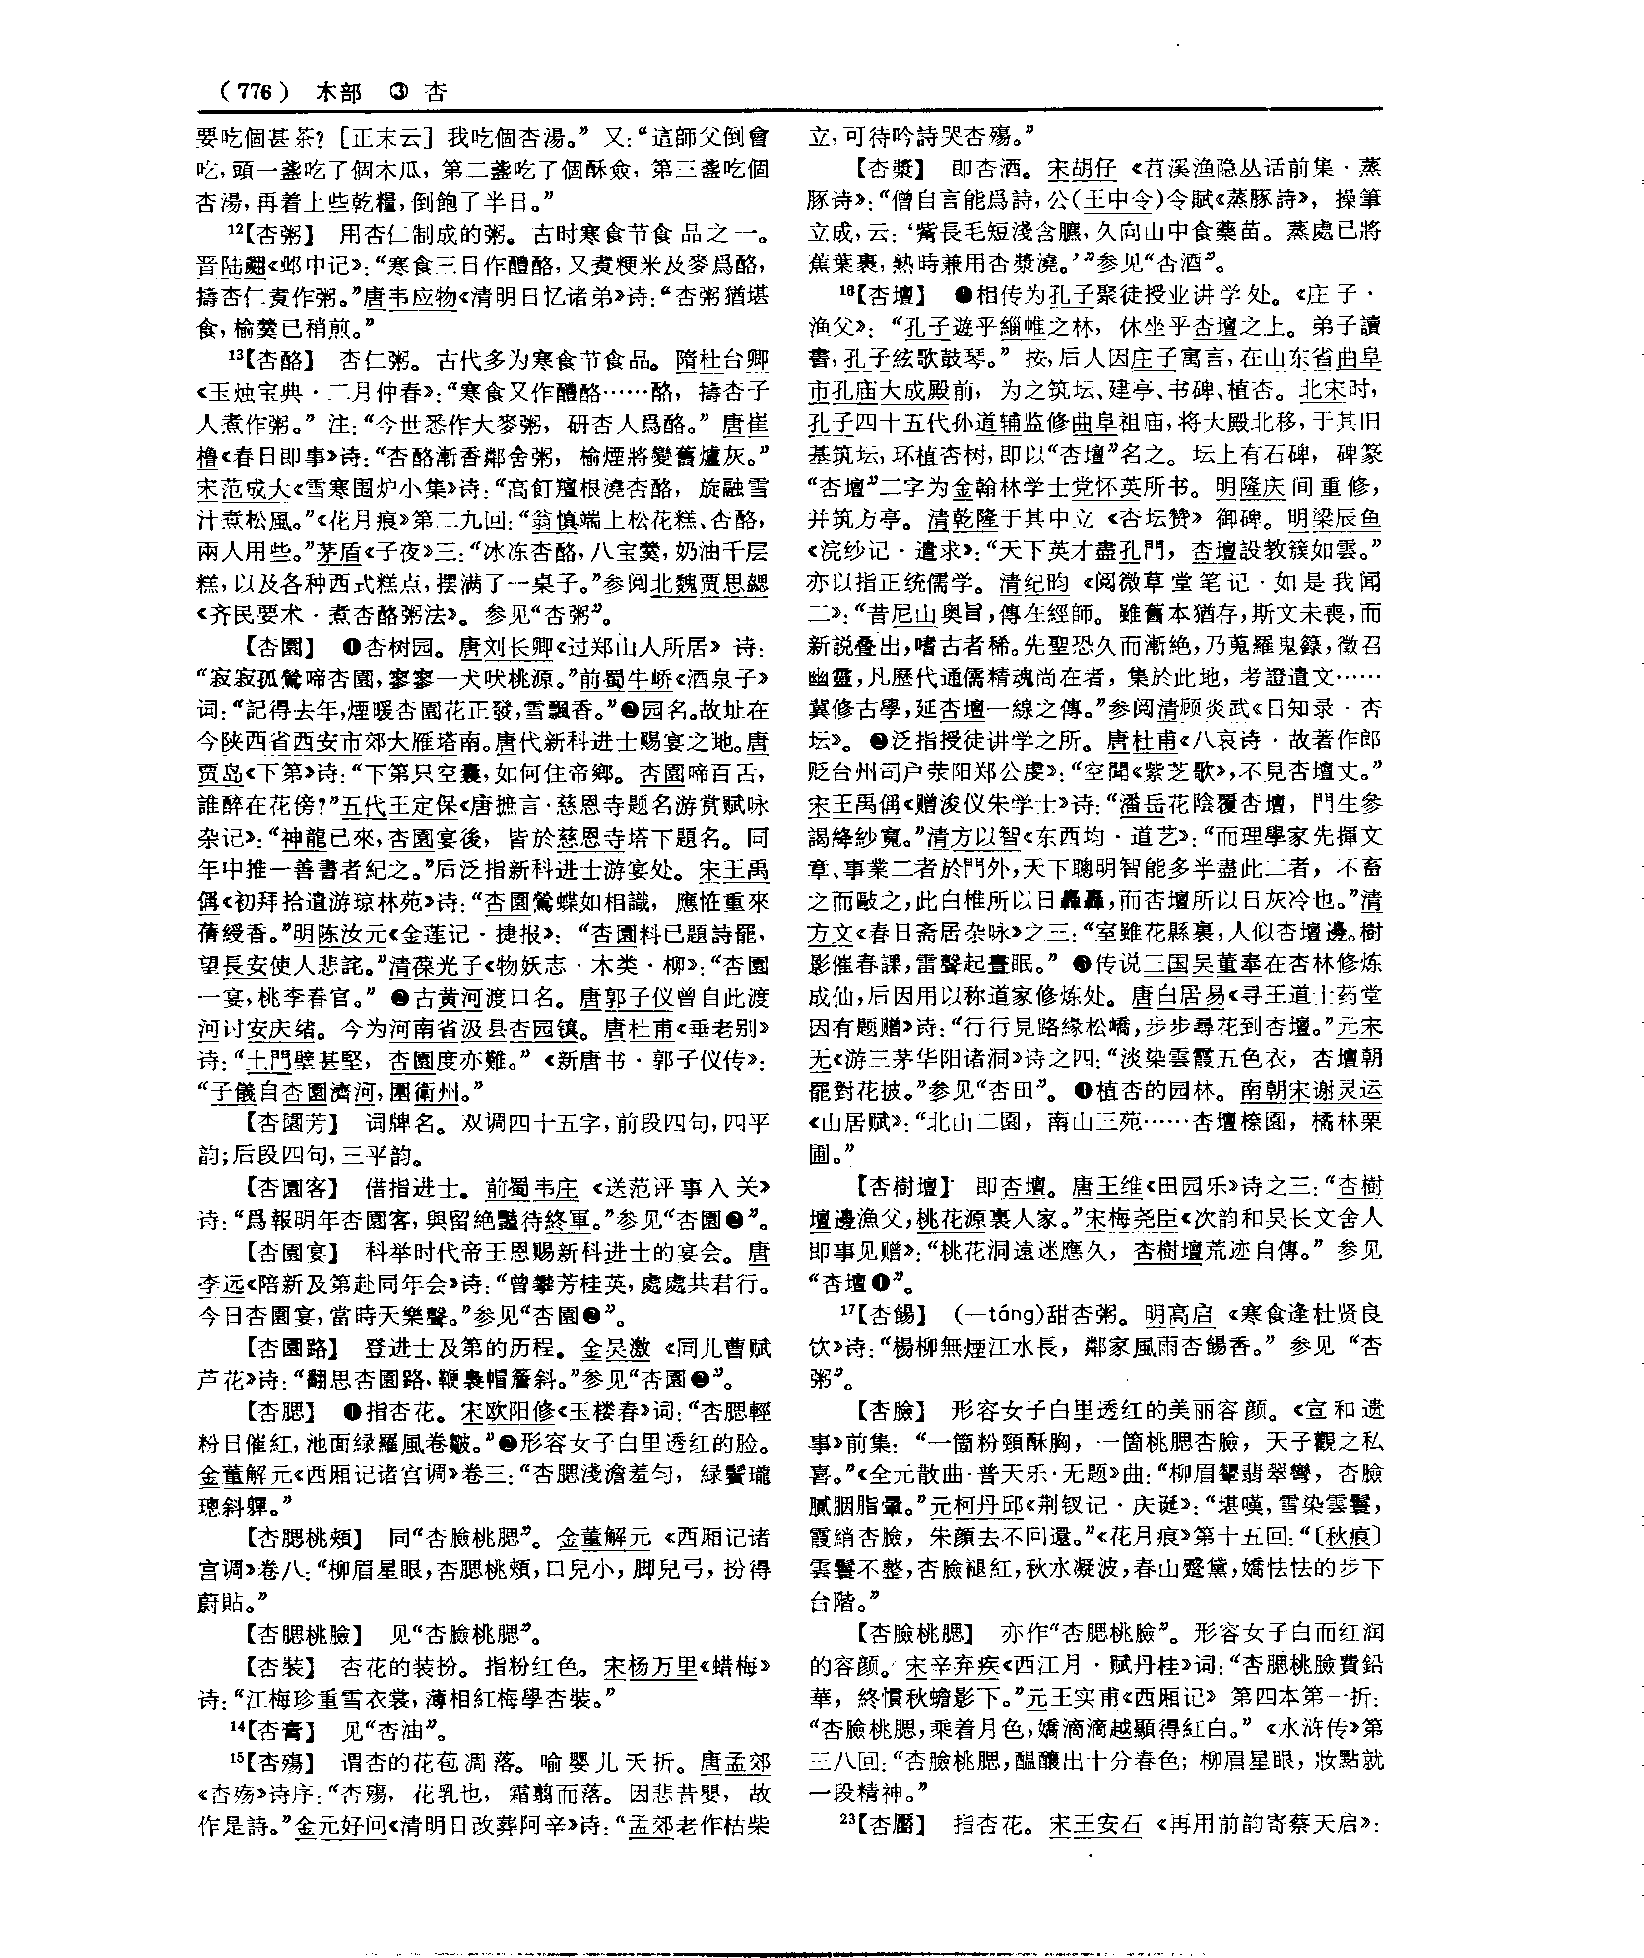 （776） 木部 ③ 杏
要吃個甚茶？［正末云］我吃個杏湯。”又：“這師父倒會
吃，頭一盞吃了個木瓜，第二盞吃了個酥僉，第三盞吃個
杏湯，再着上些乾糧，倒飽了半日。”
12【杏粥】 用杏仁制成的粥。古时寒食节食品之一。
晋陆翽《邺中记》：“寒食三日作醴酪，又煮粳米及麥爲酪，
擣杏仁煮作粥。”唐韦应物《清明日忆诸弟》诗：“杏粥猶堪
食，榆羹已稍煎。”
13【杏酪】 杏仁粥。古代多为寒食节食品。隋杜台卿
《玉烛宝典·二月仲春》：“寒食又作醴酪……酪，擣杏子
人煮作粥。”注：“今世悉作大麥粥，研杏人爲酪。”唐崔
橹《春日即事》诗：“杏酪漸香鄰舍粥，榆煙將變舊爐灰。”
宋范成大《雪寒围炉小集》诗：“高飣羶根澆杏酪，旋融雪
汁煮松風。”《花月痕》第二九回：“翁慎端上松花糕、杏酪，
兩人用些。”茅盾《子夜》三：“冰冻杏酪，八宝羹，奶油千层
糕，以及各种西式糕点，摆满了一桌子。”参阅北魏贾思勰
《齐民要术·煮杏酪粥法》。参见“杏粥”。
【杏園】 ❶杏树园。唐刘长卿《过郑山人所居》诗：
“寂寂孤鶯啼杏園，寥寥一犬吠桃源。”前蜀牛峤《酒泉子》
词：“記得去年，煙暖杏園花正發，雪飄香。”❷园名。故址在
今陕西省西安市郊大雁塔南。唐代新科进士赐宴之地。唐
贾岛《下第》诗：“下第只空囊，如何住帝鄉。杏園啼百舌，
誰醉在花傍？”五代王定保《唐摭言·慈恩寺题名游赏赋咏
杂记》：“神龍已來，杏園宴後，皆於慈恩寺塔下題名。同
年中推一善書者紀之。”后泛指新科进士游宴处。宋王禹
偁《初拜拾遗游琼林苑》诗：“杏園鶯蝶如相識，應怪重來
蒨綬香。”明陈汝元《金莲记·捷报》：“杏園料已題詩罷，
望長安使人悲詫。”清葆光子《物妖志·木类·柳》：“杏園
一宴，桃李春官。”❸古黄河渡口名。唐郭子仪曾自此渡
河讨安庆绪。今为河南省汲县杏园镇。唐杜甫《垂老别》
诗：“土門壁甚堅，杏園度亦難。”《新唐书·郭子仪传》：
“子儀自杏園濟河，圍衛州。”
【杏園芳】 词牌名。双调四十五字，前段四句，四平
韵；后段四句，三平韵。
【杏園客】 借指进士。前蜀韦庄《送范评事入关》
诗：“爲報明年杏園客，與留絶豔待終軍。”参见“杏園❷”。
【杏園宴】 科举时代帝王恩赐新科进士的宴会。唐
李远《陪新及第赴同年会》诗：“曾攀芳桂英，處處共君行。
今日杏園宴，當時天樂聲。”参见“杏園❷”。
【杏園路】 登进士及第的历程。金吴激《同儿曹赋
芦花》诗：“翻思杏園路，鞭裊帽簷斜。”参见“杏園❷”。
【杏腮】 ❶指杏花。宋欧阳修《玉楼春》词：“杏腮輕
粉日催紅，池面緑羅風卷皺。”❷形容女子白里透红的脸。
金董解元《西厢记诸宫调》卷三：“杏腮淺澹羞匀，緑鬢瓏
璁斜軃。”
【杏腮桃頰】 同“杏臉桃腮”。金董解元《西厢记诸
宫调》卷八：“柳眉星眼，杏腮桃頰，口兒小，脚兒弓，扮得
蔚貼。”
【杏腮桃臉】 见“杏臉桃腮”。
【杏裝】 杏花的装扮。指粉红色。宋杨万里《蜡梅》
诗：“江梅珍重雪衣裳，薄相紅梅學杏裝。”
14【杏膏】 见“杏油”。
15【杏殤】 谓杏的花苞凋落。喻婴儿夭折。唐孟郊
《杏殇》诗序：“杏殤，花乳也，霜翦而落。因悲昔嬰，故
作是詩。”金元好问《清明日改葬阿辛》诗：“孟郊老作枯柴
立，可待吟詩哭杏殤。”
【杏漿】 即杏酒。宋胡仔《苕溪渔隐丛话前集·蒸
豚诗》：“僧自言能爲詩，公（王中令）令賦《蒸豚詩》，操筆
立成，云：‘觜長毛短淺含臕，久向山中食藥苗。蒸處已將
蕉葉裹，熟時兼用杏漿澆。’”参见“杏酒”。
16【杏壇】 ❶相传为孔子聚徒授业讲学处。《庄子·
渔父》：“孔子遊乎緇帷之林，休坐乎杏壇之上。弟子讀
書，孔子絃歌鼓琴。”按，后人因庄子寓言，在山东省曲阜
市孔庙大成殿前，为之筑坛、建亭、书碑、植杏。北宋时，
孔子四十五代孙道辅监修曲阜祖庙，将大殿北移，于其旧
基筑坛，环植杏树，即以“杏壇”名之。坛上有石碑，碑篆
“杏壇”二字为金翰林学士党怀英所书。明隆庆间重修，
并筑方亭。清乾隆于其中立《杏坛赞》御碑。明梁辰鱼
《浣纱记·遣求》：“天下英才盡孔門，杏壇設教簇如雲。”
亦以指正统儒学。清纪昀《阅微草堂笔记·如是我闻
二》：“昔尼山奥旨，傳在經師。雖舊本猶存，斯文未喪，而
新説叠出，嗜古者稀。先聖恐久而漸絶，乃蒐羅鬼録，徵召
幽靈，凡歷代通儒精魂尚在者，集於此地，考證遺文……
冀修古學，延杏壇一線之傳。”参阅清顾炎武《日知录·杏
坛》。❷泛指授徒讲学之所。唐杜甫《八哀诗·故著作郎
贬台州司户荥阳郑公虔》：“空聞《紫芝歌》，不見杏壇丈。”
宋王禹偁《赠浚仪朱学士》诗：“潘岳花陰覆杏壇，門生參
謁絳紗寬。”清方以智《东西均·道艺》：“而理學家先揮文
章、事業二者於門外，天下聰明智能多半盡此二者，不畜
之而敺之，此白椎所以日轟轟，而杏壇所以日灰冷也。”清
方文《春日斋居杂咏》之三：“室雖花縣裏，人似杏壇邊。樹
影催春課，雷聲起晝眠。”❸传说三国吴董奉在杏林修炼
成仙，后因用以称道家修炼处。唐白居易《寻王道士药堂
因有题赠》诗：“行行見路緣松嶠，步步尋花到杏壇。”元宋
无《游三茅华阳诸洞》诗之四：“淡染雲霞五色衣，杏壇朝
罷對花披。”参见“杏田”。❹植杏的园林。南朝宋谢灵运
《山居赋》：“北山二園，南山三苑……杏壇㮈園，橘林栗
圃。”
【杏樹壇】 即杏壇。唐王维《田园乐》诗之三：“杏樹
壇邊漁父，桃花源裏人家。”宋梅尧臣《次韵和吴长文舍人
即事见赠》：“桃花洞遠迷應久，杏樹壇荒迹自傳。”参见
“杏壇❶”。
17【杏餳】 （—táng）甜杏粥。明高启《寒食逢杜贤良
饮》诗：“楊柳無煙江水長，鄰家風雨杏餳香。”参见“杏
粥”。
【杏臉】 形容女子白里透红的美丽容颜。《宣和遗
事》前集：“一箇粉頸酥胸，一箇桃腮杏臉，天子觀之私
喜。”《全元散曲·普天乐·无题》曲：“柳眉顰翡翠彎，杏臉
膩胭脂暈。”元柯丹邱《荆钗记·庆诞》：“堪嘆，雪染雲鬟，
霞綃杏臉，朱顔去不回還。”《花月痕》第十五回：“〔秋痕〕
雲鬟不整，杏臉褪紅，秋水凝波，春山蹙黛，嬌怯怯的步下
台階。”
【杏臉桃腮】 亦作“杏腮桃臉”。形容女子白而红润
的容颜。宋辛弃疾《西江月·赋丹桂》词：“杏腮桃臉費鉛
華，終慣秋蟾影下。”元王实甫《西厢记》第四本第一折：
“杏臉桃腮，乘着月色，嬌滴滴越顯得紅白。”《水浒传》第
三八回：“杏臉桃腮，醖釀出十分春色；柳眉星眼，妝點就
一段精神。”
23【杏靨】 指杏花。宋王安石《再用前韵寄蔡天启》：